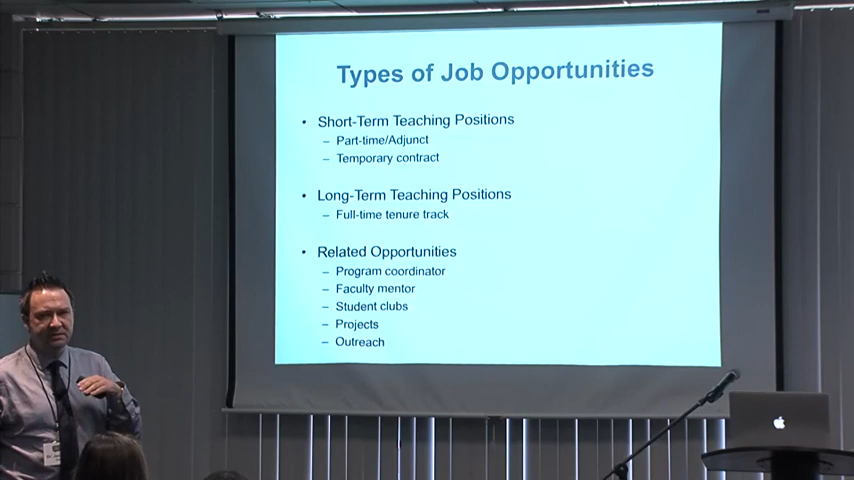 Types of Job Opportunities
• Short-Term Teaching Positions
– Part-time/Adjunct
– Temporary contract
• Long-Term Teaching Positions
– Full-time tenure track
• Related Opportunities
– Program coordinator
– Faculty mentor
– Student clubs
– Projects
– Outreach